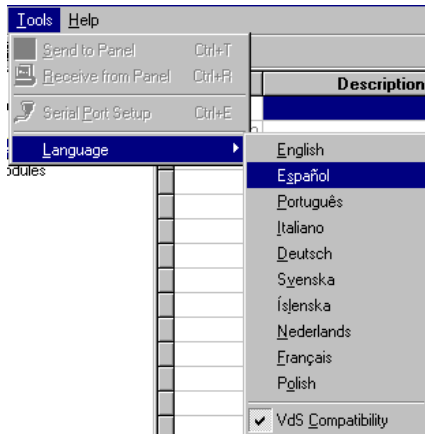 Tools Help
Send to Panel Ctrl+T
Receive from Panel Ctrl+R
Description
Serial Port Setup Ctrl+E
Language
odules
English
Español
Português
Italiano
Deutsch
Svenska
Íslenska
Nederlands
Français
Polish
VdS Compatibility